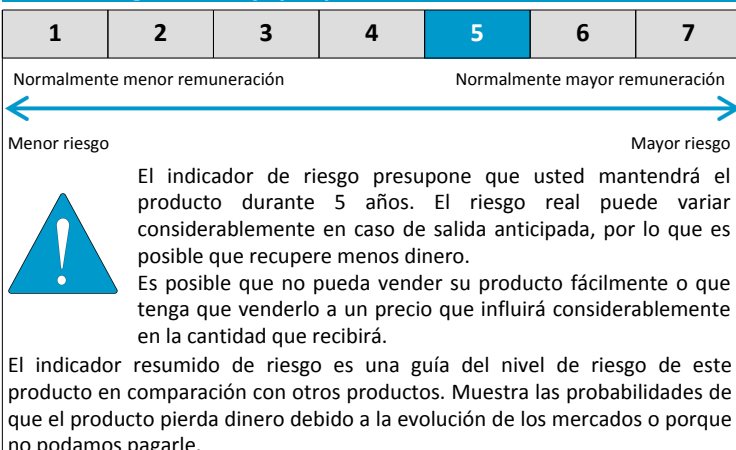 1 2 3 4 5 6 7
Normalmente menor remuneración Normalmente mayor remuneración
Menor riesgo Mayor riesgo
El indicador de riesgo presupone que usted mantendrá el
producto durante 5 años. El riesgo real puede variar
considerablemente en caso de salida anticipada, por lo que es
posible que recupere menos dinero.
Es posible que no pueda vender su producto fácilmente o que
tenga que venderlo a un precio que influirá considerablemente
en la cantidad que recibirá.
El indicador resumido de riesgo es una guía del nivel de riesgo de este
producto en comparación con otros productos. Muestra las probabilidades de
que el producto pierda dinero debido a la evolución de los mercados o porque
no podamos pagarle.